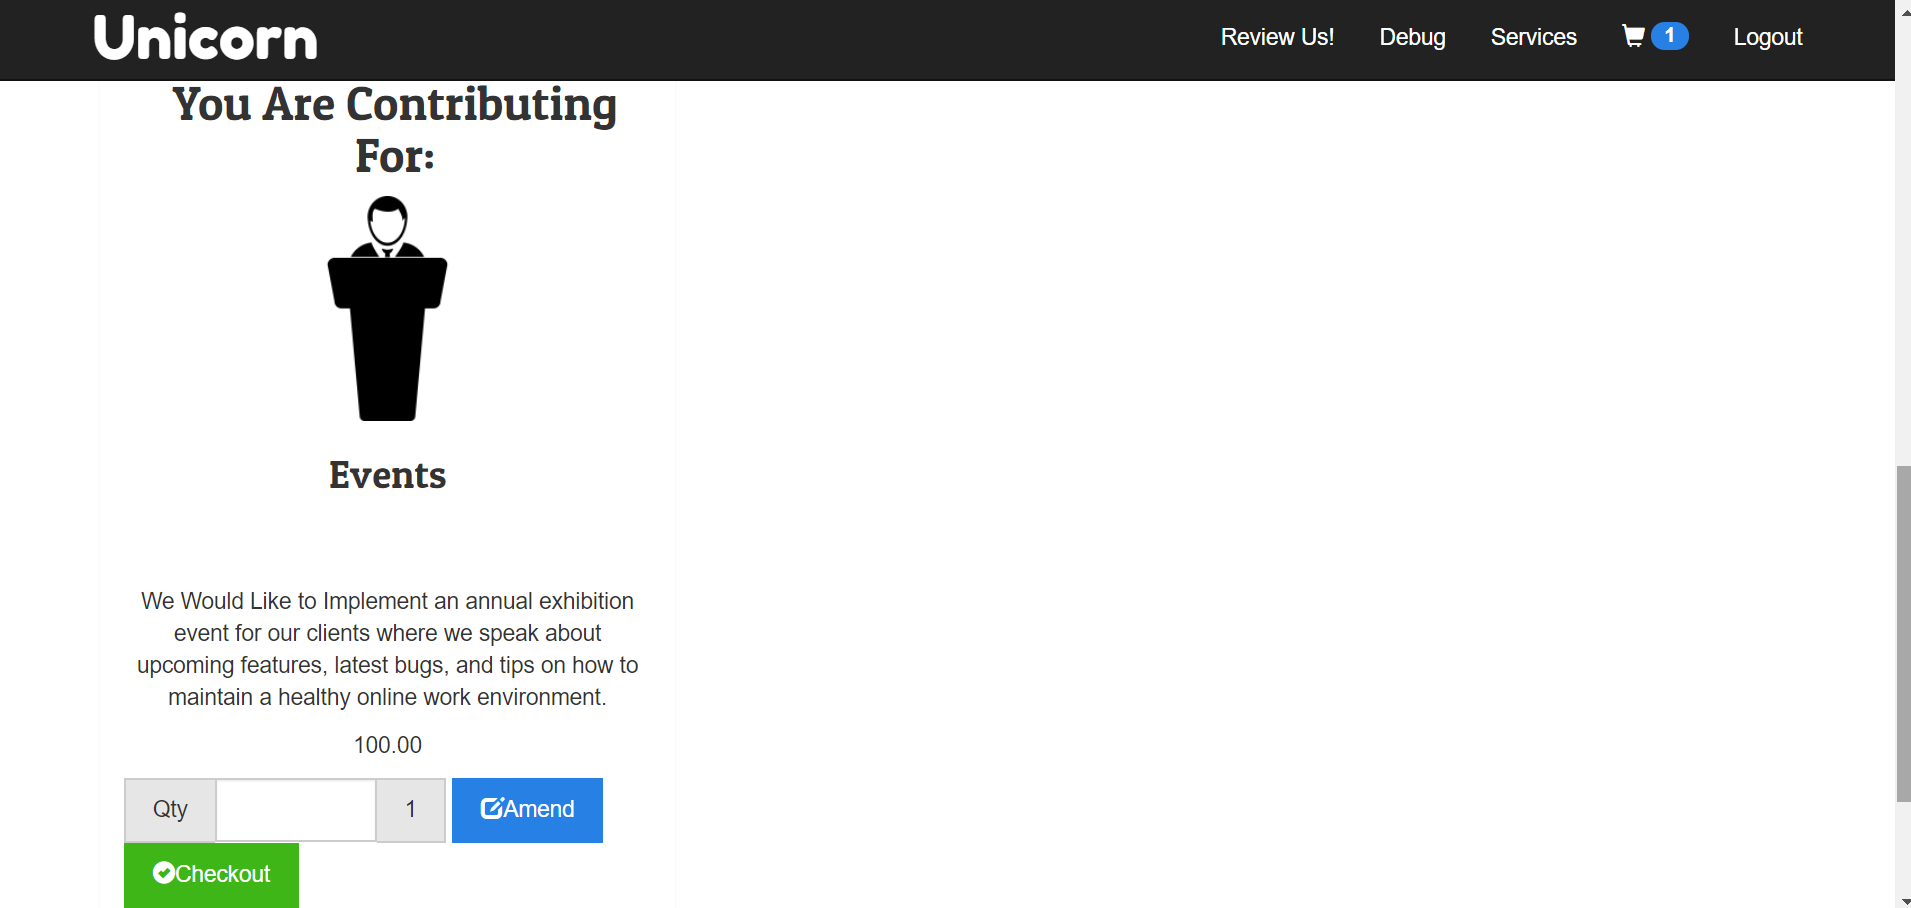 Unicorn
Review Us! Debug Services 1 Logout
You Are Contributing
For:
Events
We Would Like to Implement an annual exhibition
event for our clients where we speak about
upcoming features, latest bugs, and tips on how to
maintain a healthy online work environment.
100.00
Qty 1 Amend
Checkout